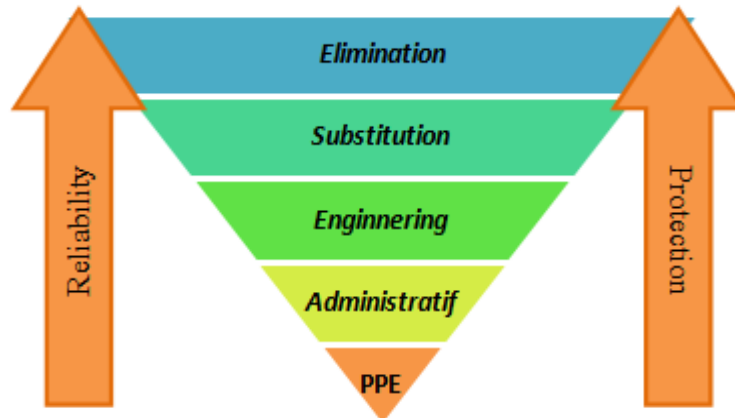 Elimination
Substitution
Enginnering
Administratif
PPE
Reliability
Protection